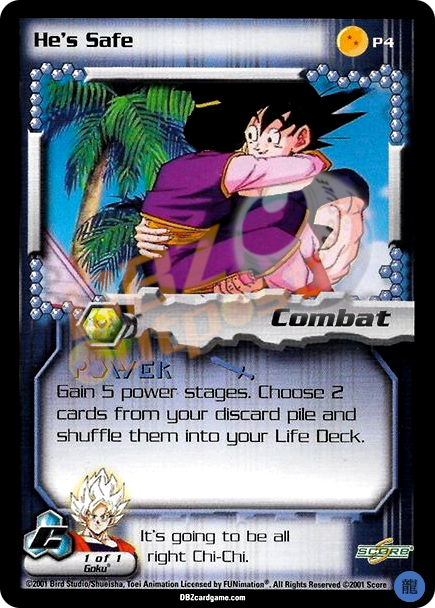 He's Safe
P4
Combat
POWER
Gain 5 power stages. Choose 2
cards from your discard pile and
shuffle them into your Life Deck.
C
1 of 1
Goku
It's going to be all
right Chi-Chi.
SCORE
©2001 Bird Studio/Shueisha, Toei Animation Licensed by FUNimation®. All Rights Reserved ©2001 Score
DBZcardgame.com
龍